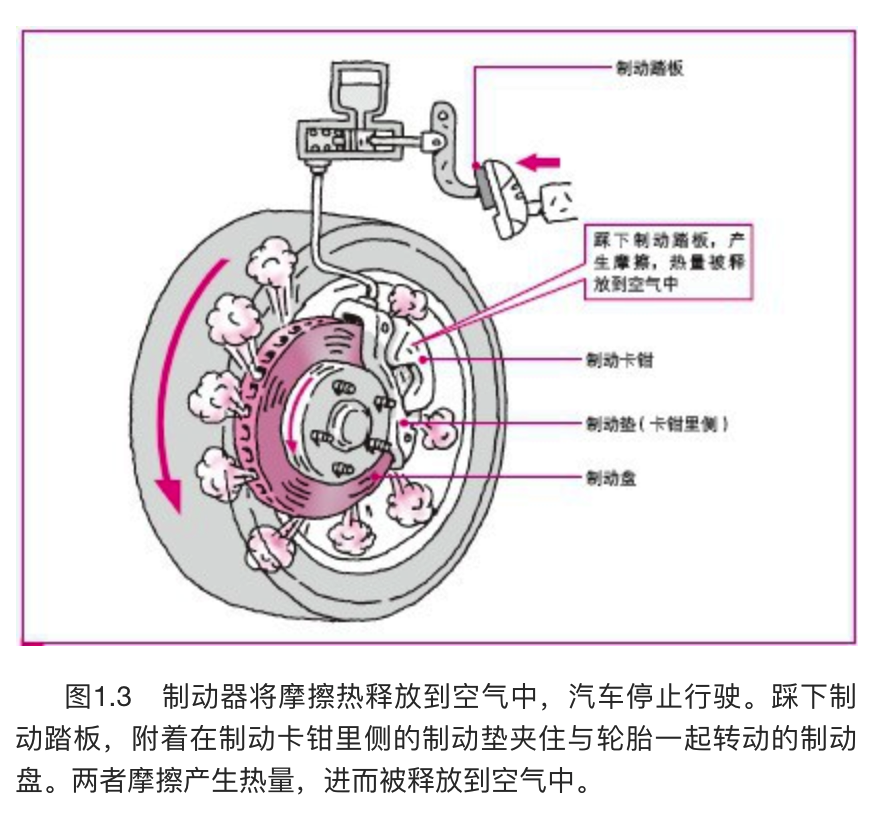 制动踏板
踩下制动踏板，产
生摩擦，热量被释
放到空气中
制动卡钳
制动垫（卡钳里侧）
制动盘
图1.3　制动器将摩擦热释放到空气中，汽车停止行驶。踩下制
动踏板，附着在制动卡钳里侧的制动垫夹住与轮胎一起转动的制动
盘。两者摩擦产生热量，进而被释放到空气中。